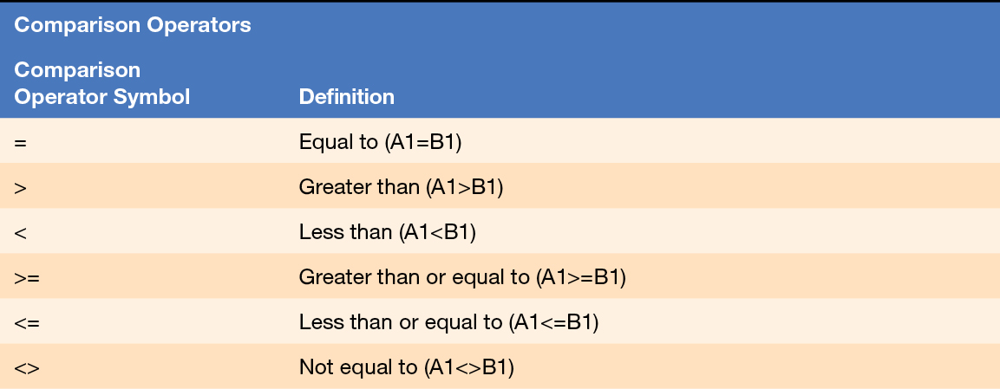 Comparison Operators
Comparison
Operator Symbol Definition
= Equal to (A1=B1)
> Greater than (A1>B1)
< Less than (A1<B1)
>= Greater than or equal to (A1>=B1)
<= Less than or equal to (A1<=B1)
<> Not equal to (A1<>B1)